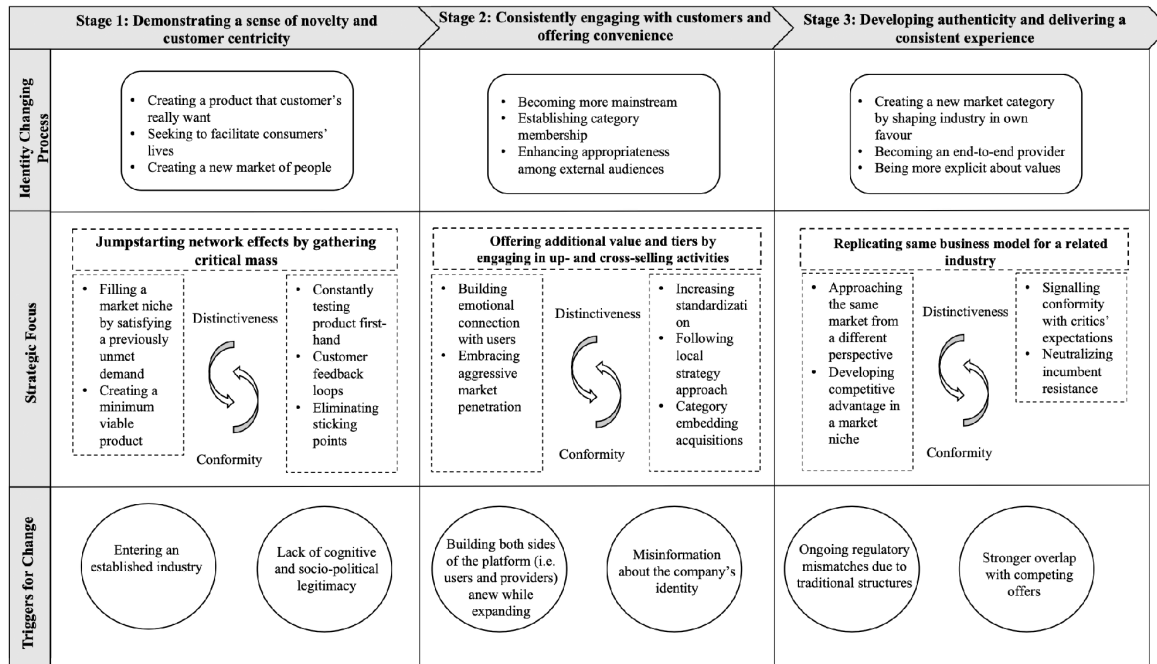 Stage 1: Demonstrating a sense of novelty and
customer centricity
Stage 2: Consistently engaging with customers and
offering convenience
Stage 3: Developing authenticity and delivering a
consistent experience
Identity Changing
Process
• Creating a product that customer's
really want
• Seeking to facilitate consumers'
lives
• Creating a new market of people
• Becoming more mainstream
• Establishing category
membership
• Enhancing appropriateness
among external audiences
• Creating a new market category
by shaping industry in own
favour
• Becoming an end-to-end provider
• Being more explicit about values
Strategic Focus
Jumpstarting network effects by gathering
critical mass
• Filling a
market niche
by satisfying
a previously
unmet
demand
• Creating a
minimum
viable
product
Distinctiveness
Conformity
• Constantly
testing
product first-
hand
• Customer
feedback
loops
• Eliminating
sticking
points
Offering additional value and tiers by
engaging in up- and cross-selling activities
• Building
emotional
connection
with users
• Embracing
aggressive
market
penetration
Distinctiveness
Conformity
• Increasing
standardizati
on
• Following
local
strategy
approach
• Category
embedding
acquisitions
Replicating same business model for a related
industry
• Approaching
the same
market from
a different
perspective
• Developing
competitive
advantage in
a market
niche
Distinctiveness
Conformity
• Signalling
conformity
with critics'
expectations
• Neutralizing
incumbent
resistance
Triggers for Change
Entering an
established industry
Lack of cognitive
and socio-political
legitimacy
Building both sides
of the platform (i.e.
users and providers)
anew while
expanding
Misinformation
about the company's
identity
Ongoing regulatory
mismatches due to
traditional structures
Stronger overlap
with competing
offers